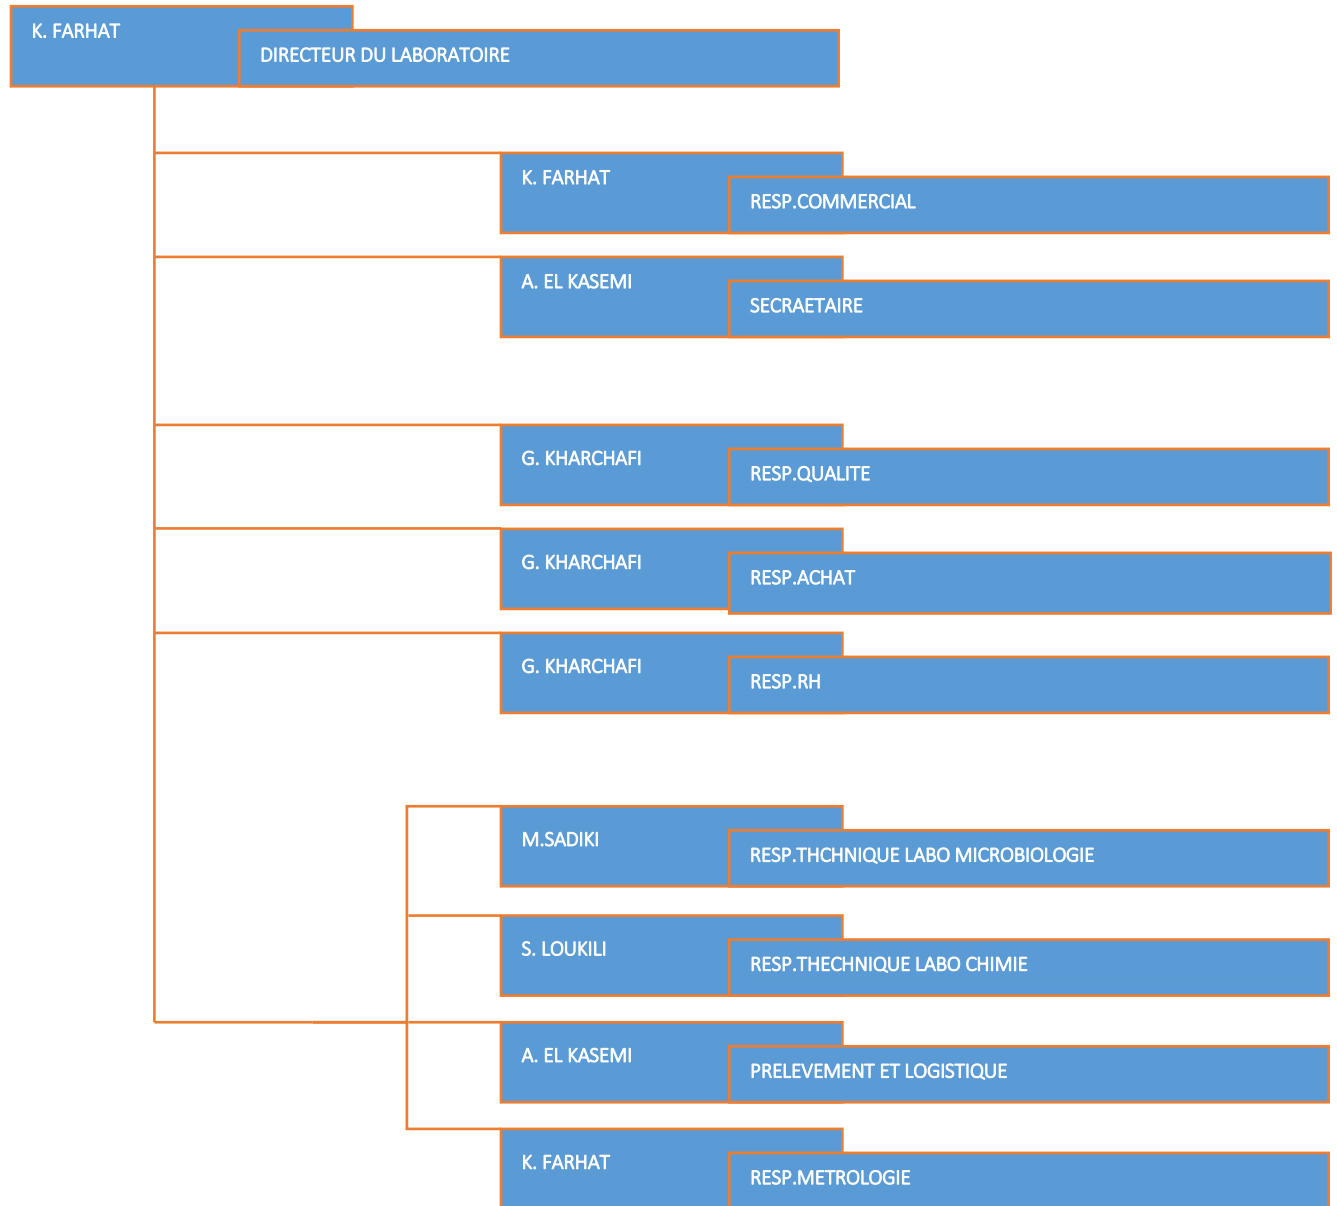 K. FARHAT
DIRECTEUR DU LABORATOIRE
K. FARHAT
RESP.COMMERCIAL
A. EL KASEMI
SECRAETAIRE
G. KHARCHAFI
RESP.QUALITE
G. KHARCHAFI
RESP.ACHAT
G. KHARCHAFI
RESP.RH
M.SADIKI
RESP.THCHNIQUE LABO MICROBIOLOGIE
S. LOUKILI
RESP.THECHNIQUE LABO CHIMIE
A. EL KASEMI
PRELEVEMENT ET LOGISTIQUE
K. FARHAT
RESP.METROLOGIE